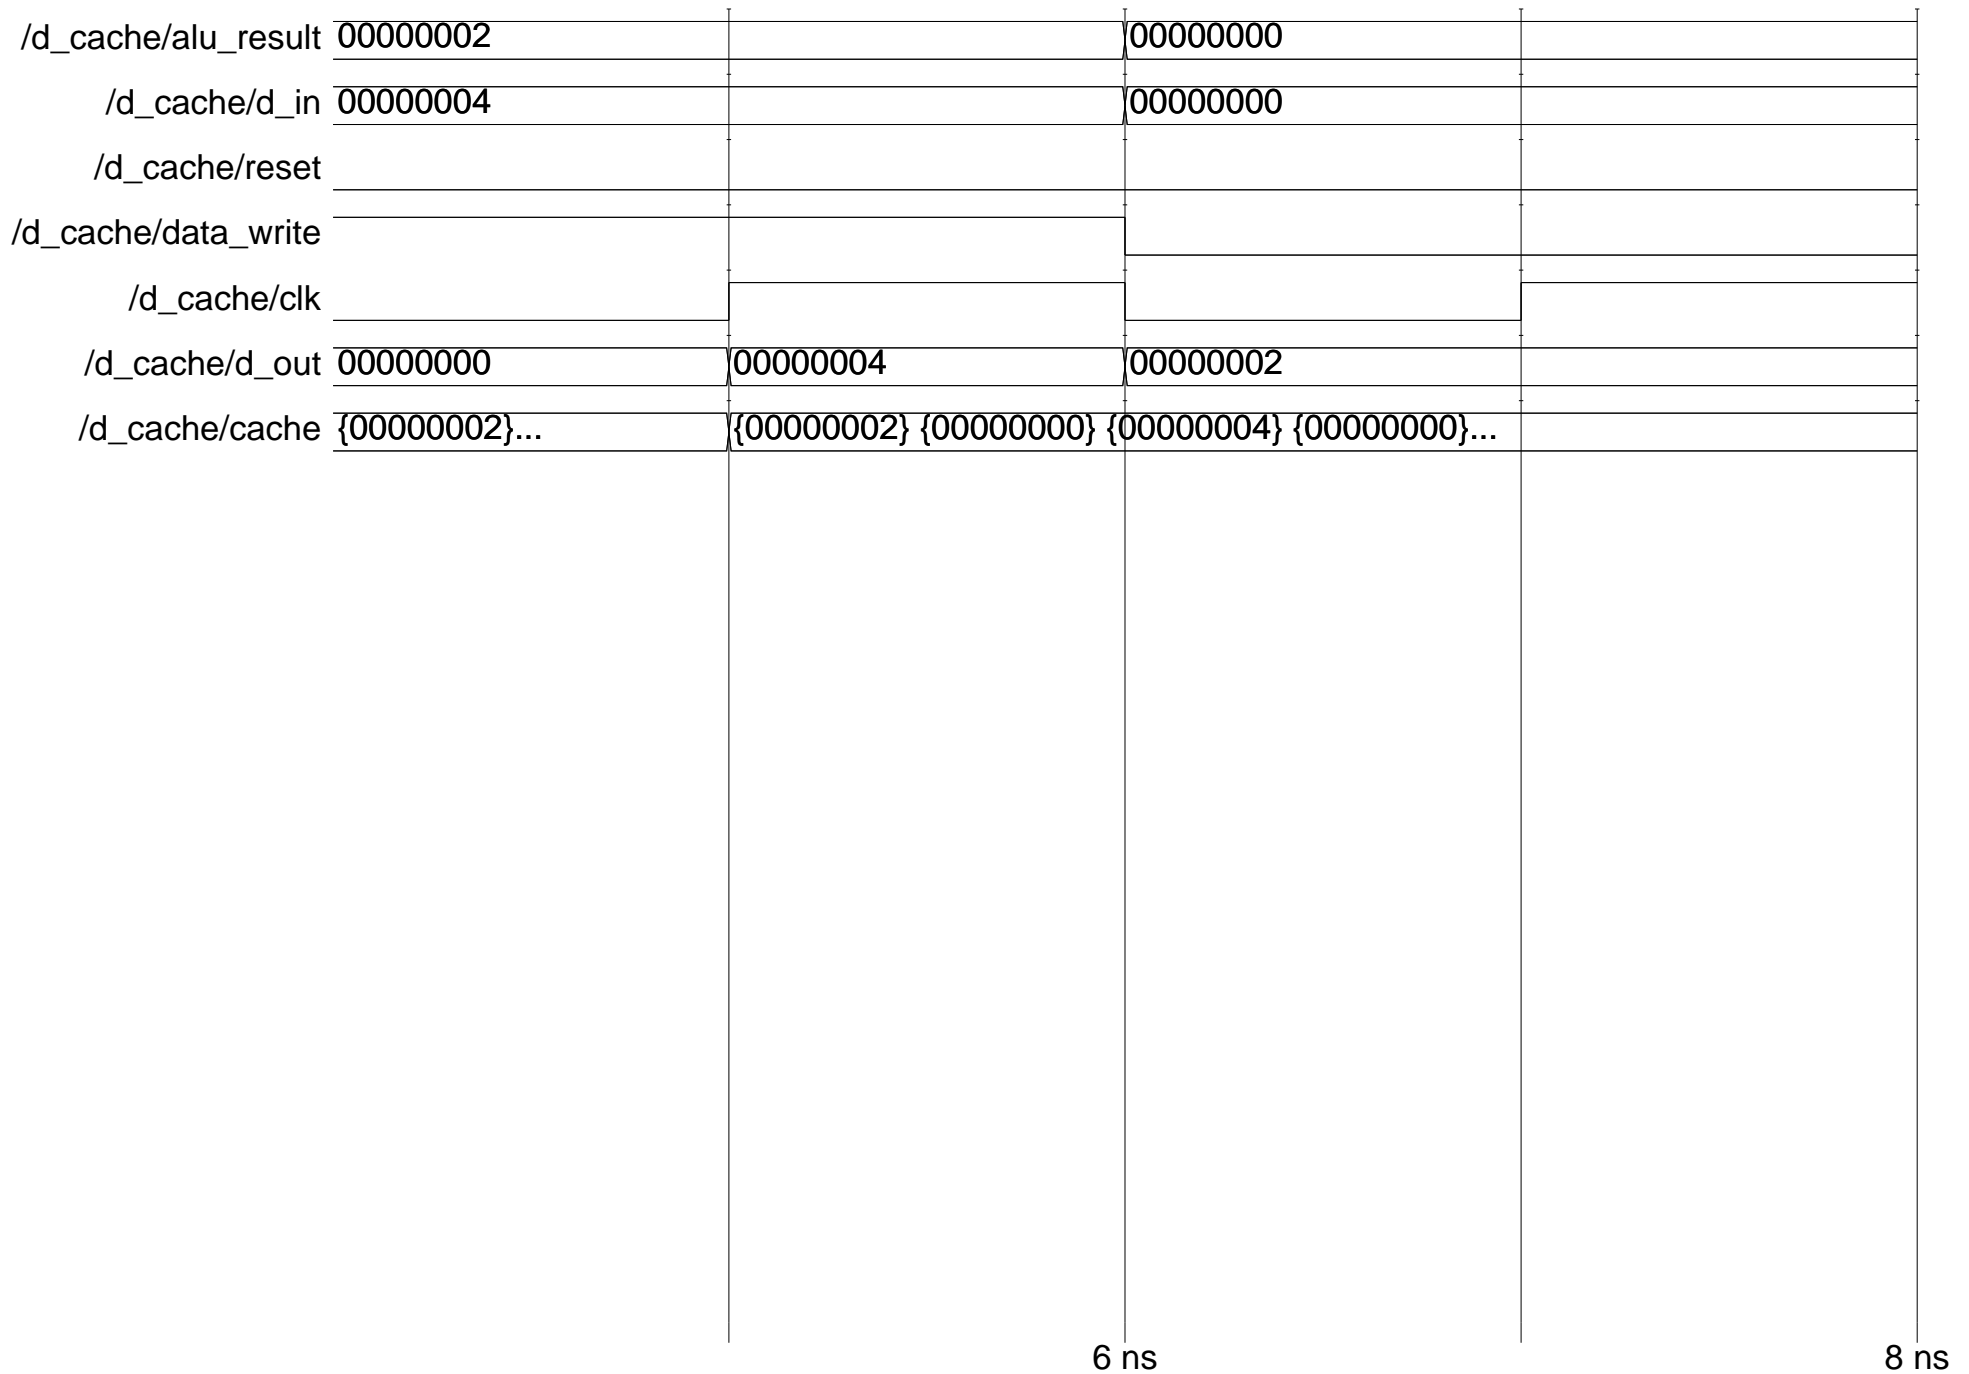 /d_cache/alu_result 00000002 00000000
/d_cache/d_in 00000004 00000000
/d_cache/reset
/d_cache/data_write
/d_cache/clk
/d_cache/d_out 00000000 00000004 00000002
/d_cache/cache {00000002}... {00000002} {00000000} {00000004} {00000000}...
6 ns 8 ns